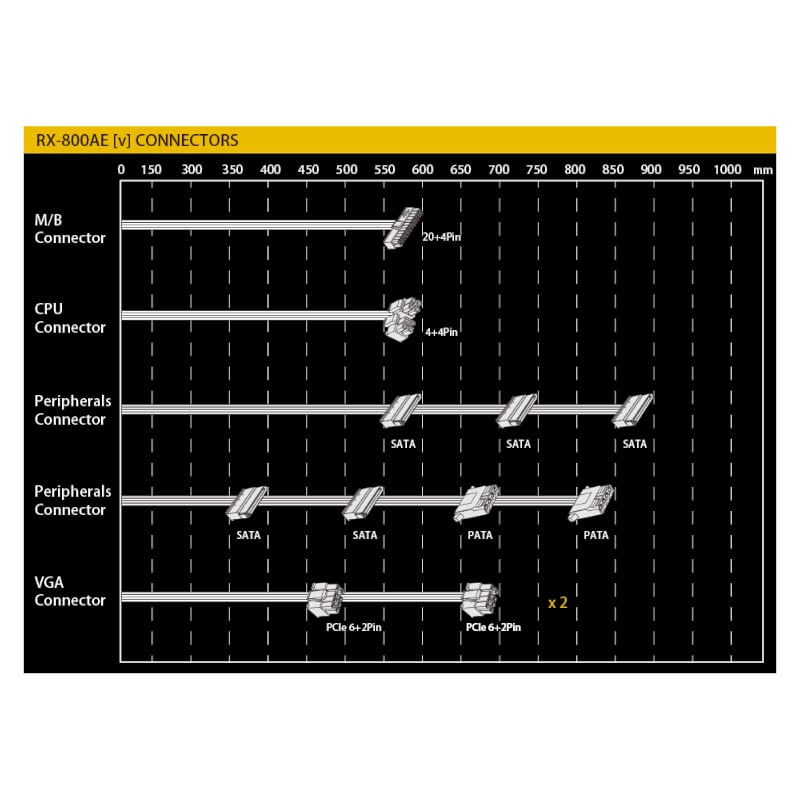 RX-800AE [v] CONNECTORS
0 150 300 350 400 450 500 550 600 650 700 750 800 850 900 950 1000 mm
M/B
Connector
20+4Pin
CPU
Connector
4+4Pin
Peripherals
Connector
SATA SATA SATA
Peripherals
Connector
SATA SATA PATA PATA
VGA
Connector
x 2
PCIe 6+2Pin PCIe 6+2Pin